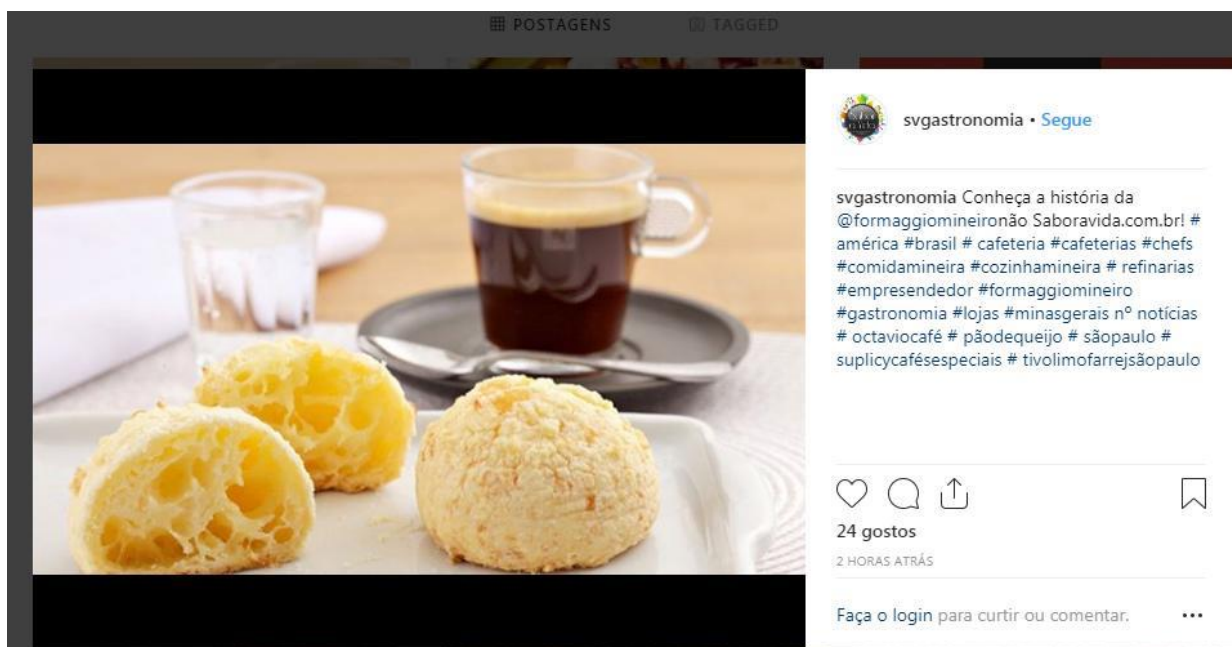 POSTAGENS
TAGGED
svgastronomia • Segue
svgastronomia Conheça a história da
@formaggiomineironão Saboravida.com.br! #
américa #brasil # cafeteria #cafeterias #chefs
#comidamineira #cozinhamineira # refinarias
#empresendedor #formaggiomineiro
#gastronomia #lojas #minasgerais nº notícias
# octaviocafé # pãodequeijo # sãopaulo #
suplicycafésespeciais # tivolimofarrejsãopaulo
24 gostos
2 HORAS ATRÁS
Faça o login para curtir ou comentar.